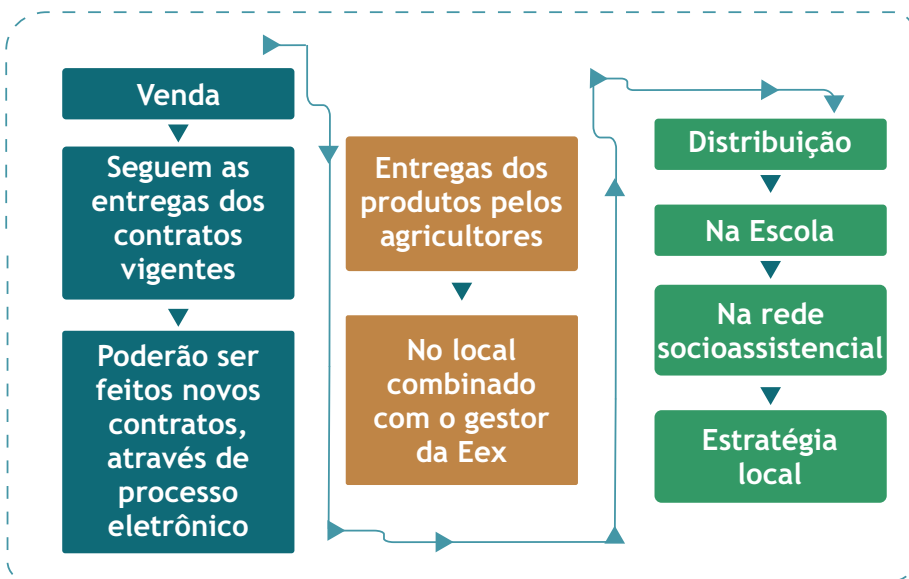 Venda
Seguem as
entregas dos
contratos
vigentes
Poderão ser
feitos novos
contratos,
através de
processo
eletrônico
Entregas dos
produtos pelos
agricultores
No local
combinado
com o gestor
da Eex
Distribuição
Na Escola
Na rede
socioassistencial
Estratégia
local